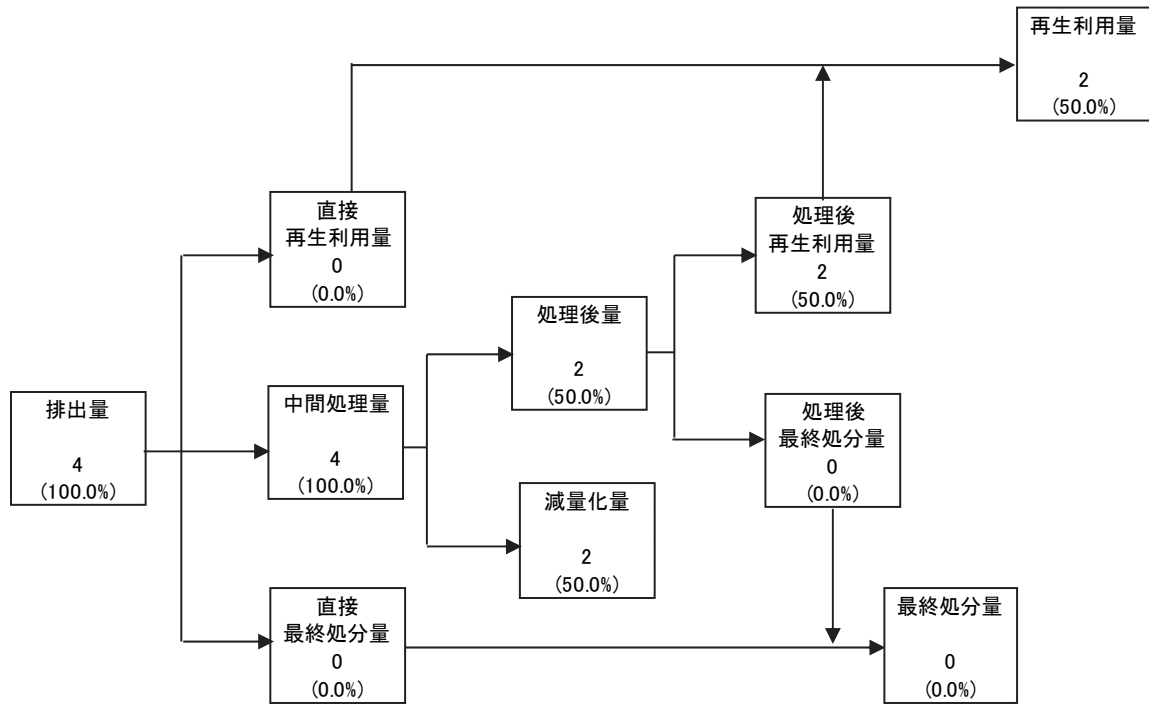 再生利用量
2
(50.0%)
直接
再生利用量
0
(0.0%)
処理後
再生利用量
2
(50.0%)
処理後量
2
(50.0%)
排出量
4
(100.0%)
中間処理量
4
(100.0%)
処理後
最終処分量
0
(0.0%)
減量化量
2
(50.0%)
直接
最終処分量
0
(0.0%)
最終処分量
0
(0.0%)